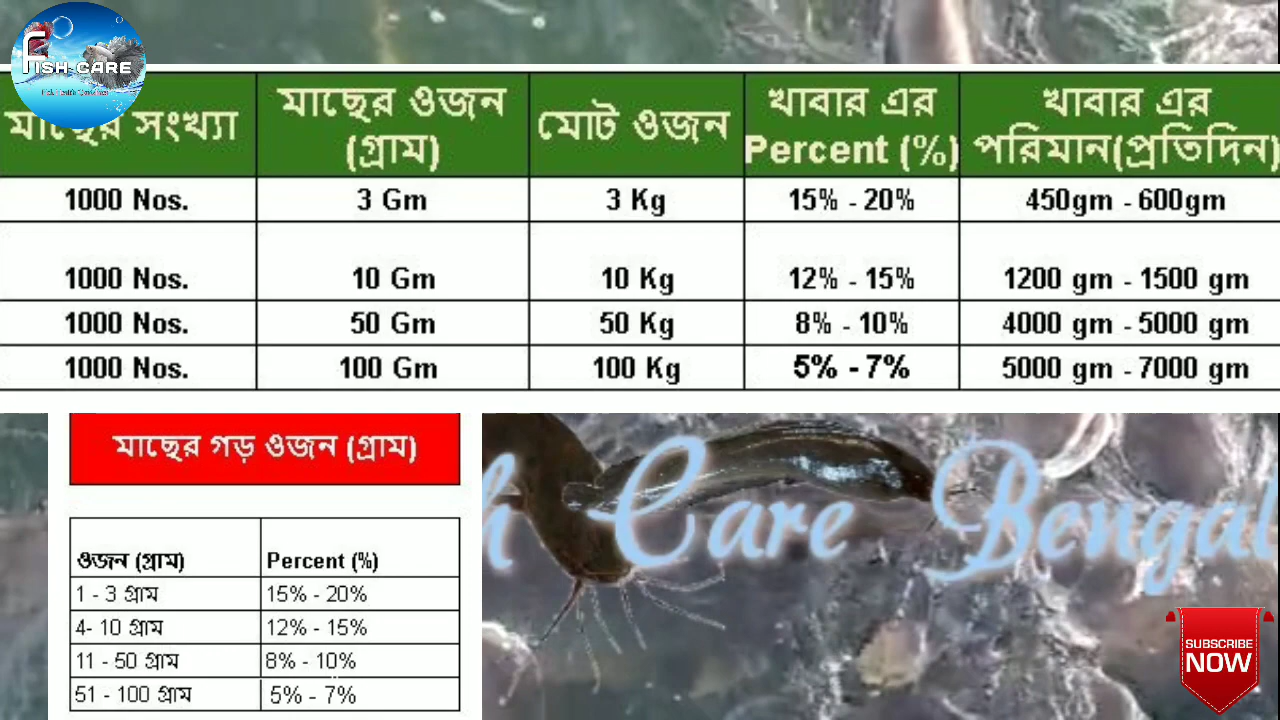 FISH-CARE
মাছের সংখ্যা
মাছের ওজন
(গ্রাম)
মোট ওজন
খাবার এর
Percent (%)
খাবার এর
পরিমান(প্রতিদিন)
1000 Nos. 3 Gm 3 Kg 15% - 20% 450gm - 600gm
1000 Nos. 10 Gm 10 Kg 12% - 15% 1200 gm - 1500 gm
1000 Nos. 50 Gm 50 Kg 8% - 10% 4000 gm - 5000 gm
1000 Nos. 100 Gm 100 Kg 5% - 7% 5000 gm - 7000 gm
মাছের গড় ওজন (গ্রাম)
ওজন (গ্রাম) Percent (%)
1 - 3 গ্রাম 15% - 20%
4- 10 গ্রাম 12% - 15%
11 - 50 গ্রাম 8% - 10%
51 - 100 গ্রাম 5% - 7%
h Care Bengal
SUBSCRIBE
NOW